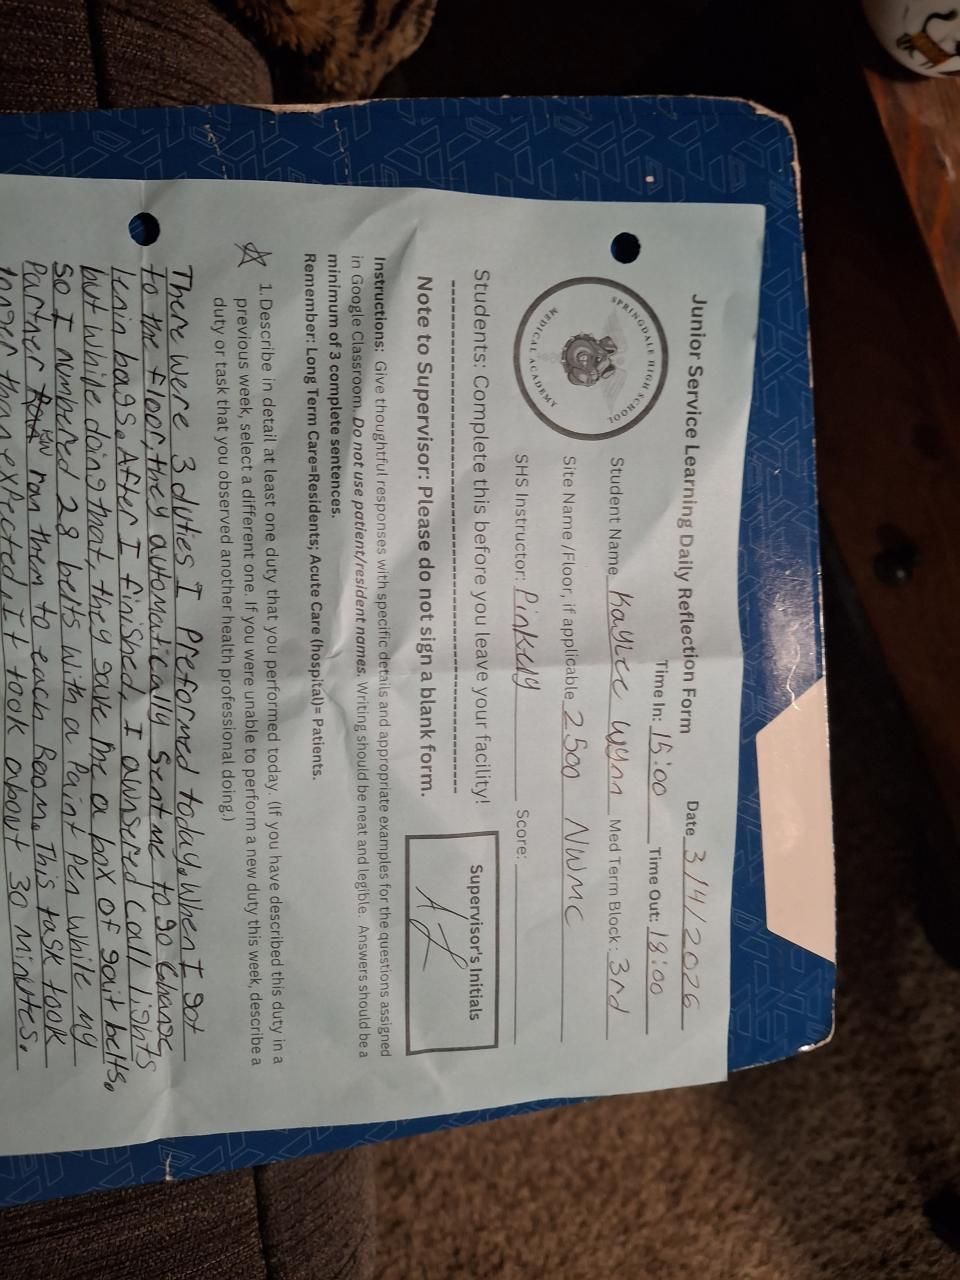 Junior Service Learning Daily Reflection Form
Date 3/4/2026
Time In: 15:00 Time Out: 18:00
SPRINGDALE HIGH SCHOOL
MEDICAL ACADEMY
Student Name Kaylee Wynn Med Term Block: 3rd
Site Name /Floor, if applicable 2500 NWMC
SHS Instructor: Pinkely Score:
Students: Complete this before you leave your facility!
Supervisor's Initials
AL
Note to Supervisor: Please do not sign a blank form.
Instructions: Give thoughtful responses with specific details and appropriate examples for the questions assigned
in Google Classroom. Do not use patient/resident names. Writing should be neat and legible. Answers should be a
minimum of 3 complete sentences.
Remember: Long Term Care=Residents; Acute Care (hospital)= Patients.
1. Describe in detail at least one duty that you performed today. (If you have described this duty in a
previous week, select a different one. If you were unable to perform a new duty this week, describe a
duty or task that you observed another health professional doing.)
There were 3 duties I preformed today. When I got
to the floor, they automatically sent me to go change
linin bags. After I finished, I awnsered call lights
but while doing that, they gave me a box of gait belts.
So I numbered 28 belts with a Paint Pen while my
Partner ran them to each Room. This task took
longer than expected, It took about 30 minutes.